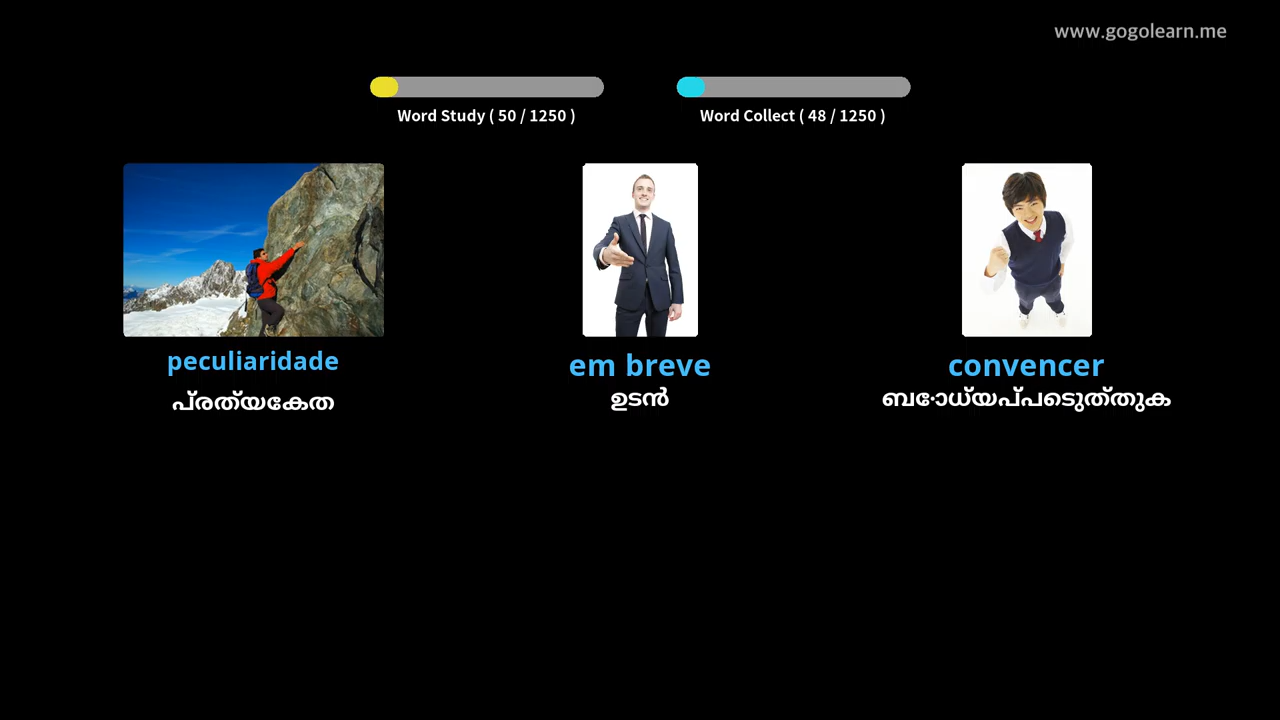 www.gogolearn.me
Word Study ( 50 / 1250 )
Word Collect ( 48 / 1250 )
peculiaridade
em breve
convencer
പ്രത്യകേത
ഉടൻ
ബോധ്യപ്പെടുത്തുക